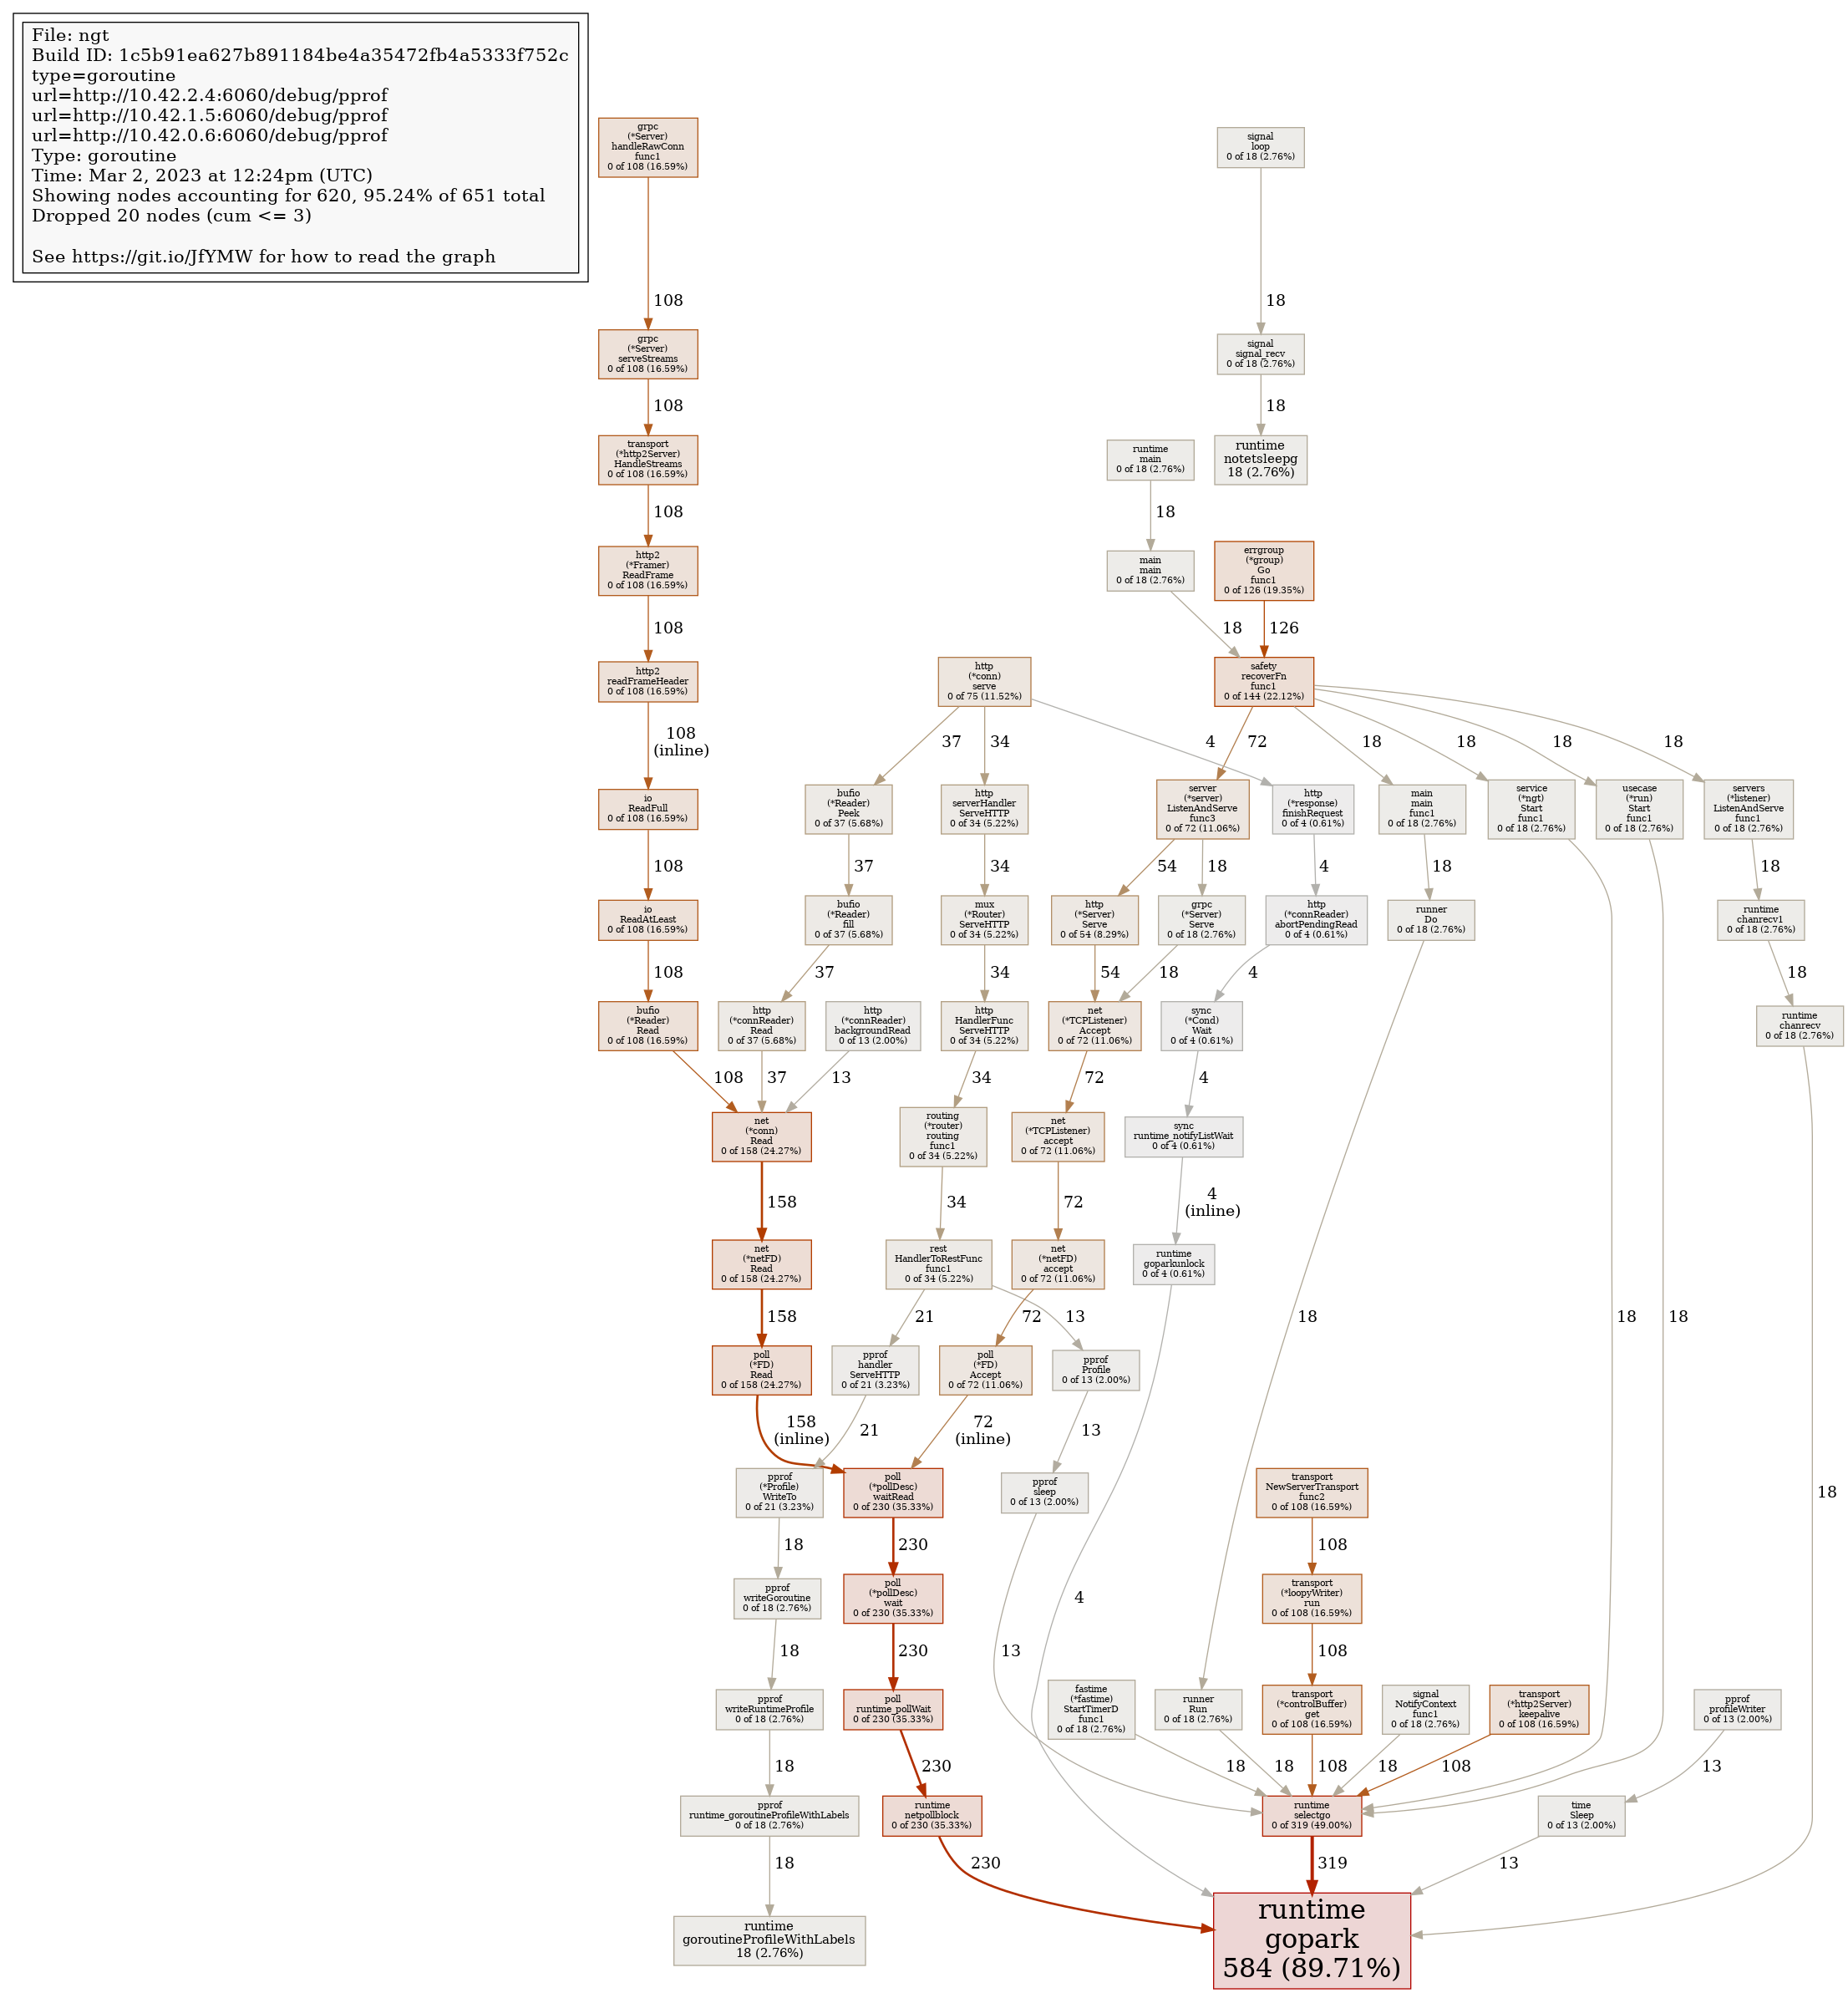 File: ngt
Build ID: 1c5b91ea627b891184be4a35472fb4a5333f752c
type=goroutine
url=http://10.42.2.4:6060/debug/pprof
url=http://10.42.1.5:6060/debug/pprof
url=http://10.42.0.6:6060/debug/pprof
Type: goroutine
Time: Mar 2, 2023 at 12:24pm (UTC)
Showing nodes accounting for 620, 95.24% of 651 total
Dropped 20 nodes (cum <= 3)
See https://git.io/JfYMW for how to read the graph
grpc
(*Server)
handleRawConn
func1
0 of 108 (16.59%)
108
grpc
(*Server)
serveStreams
0 of 108 (16.59%)
108
transport
(*http2Server)
HandleStreams
0 of 108 (16.59%)
108
http2
(*Framer)
ReadFrame
0 of 108 (16.59%)
108
http2
readFrameHeader
0 of 108 (16.59%)
108
(inline)
io
ReadFull
0 of 108 (16.59%)
108
io
ReadAtLeast
0 of 108 (16.59%)
108
bufio
(*Reader)
Read
0 of 108 (16.59%)
108
signal
loop
0 of 18 (2.76%)
18
signal
signal_recv
0 of 18 (2.76%)
18
runtime
notetsleepg
18 (2.76%)
runtime
main
0 of 18 (2.76%)
18
main
main
0 of 18 (2.76%)
18
errgroup
(*group)
Go
func1
0 of 126 (19.35%)
126
safety
recoverFn
func1
0 of 144 (22.12%)
72
18
18
18
18
http
(*conn)
serve
0 of 75 (11.52%)
37
34
4
bufio
(*Reader)
Peek
0 of 37 (5.68%)
37
bufio
(*Reader)
fill
0 of 37 (5.68%)
37
http
(*connReader)
Read
0 of 37 (5.68%)
37
http
(*connReader)
backgroundRead
0 of 13 (2.00%)
13
http
serverHandler
ServeHTTP
0 of 34 (5.22%)
34
mux
(*Router)
ServeHTTP
0 of 34 (5.22%)
34
http
HandlerFunc
ServeHTTP
0 of 34 (5.22%)
34
routing
(*router)
routing
func1
0 of 34 (5.22%)
34
rest
HandlerToRestFunc
func1
0 of 34 (5.22%)
21
13
server
(*server)
ListenAndServe
func3
0 of 72 (11.06%)
54
18
http
(*Server)
Serve
0 of 54 (8.29%)
54
grpc
(*Server)
Serve
0 of 18 (2.76%)
18
net
(*TCPListener)
Accept
0 of 72 (11.06%)
72
net
(*TCPListener)
accept
0 of 72 (11.06%)
72
net
(*netFD)
accept
0 of 72 (11.06%)
72
poll
(*FD)
Accept
0 of 72 (11.06%)
72
(inline)
http
(*response)
finishRequest
0 of 4 (0.61%)
4
http
(*connReader)
abortPendingRead
0 of 4 (0.61%)
4
sync
(*Cond)
Wait
0 of 4 (0.61%)
4
sync
runtime_notifyListWait
0 of 4 (0.61%)
4
(inline)
runtime
goparkunlock
0 of 4 (0.61%)
4
main
main
func1
0 of 18 (2.76%)
18
runner
Do
0 of 18 (2.76%)
18
service
(*ngt)
Start
func1
0 of 18 (2.76%)
18
usecase
(*run)
Start
func1
0 of 18 (2.76%)
18
servers
(*listener)
ListenAndServe
func1
0 of 18 (2.76%)
18
runtime
chanrecv1
0 of 18 (2.76%)
18
runtime
chanrecv
0 of 18 (2.76%)
18
net
(*conn)
Read
0 of 158 (24.27%)
158
net
(*netFD)
Read
0 of 158 (24.27%)
158
poll
(*FD)
Read
0 of 158 (24.27%)
158
(inline)
pprof
handler
ServeHTTP
0 of 21 (3.23%)
21
pprof
Profile
0 of 13 (2.00%)
13
pprof
sleep
0 of 13 (2.00%)
13
pprof
(*Profile)
WriteTo
0 of 21 (3.23%)
18
pprof
writeGoroutine
0 of 18 (2.76%)
18
pprof
writeRuntimeProfile
0 of 18 (2.76%)
18
pprof
runtime_goroutineProfileWithLabels
0 of 18 (2.76%)
18
runtime
goroutineProfileWithLabels
18 (2.76%)
poll
(*pollDesc)
waitRead
0 of 230 (35.33%)
230
poll
(*pollDesc)
wait
0 of 230 (35.33%)
230
poll
runtime_pollWait
0 of 230 (35.33%)
230
runtime
netpollblock
0 of 230 (35.33%)
230
transport
NewServerTransport
func2
0 of 108 (16.59%)
108
transport
(*loopyWriter)
run
0 of 108 (16.59%)
108
fastime
(*fastime)
StartTimerD
func1
0 of 18 (2.76%)
18
runner
Run
0 of 18 (2.76%)
18
transport
(*controlBuffer)
get
0 of 108 (16.59%)
108
signal
NotifyContext
func1
0 of 18 (2.76%)
18
transport
(*http2Server)
keepalive
0 of 108 (16.59%)
108
pprof
profileWriter
0 of 13 (2.00%)
13
runtime
selectgo
0 of 319 (49.00%)
319
time
Sleep
0 of 13 (2.00%)
13
runtime
gopark
584 (89.71%)